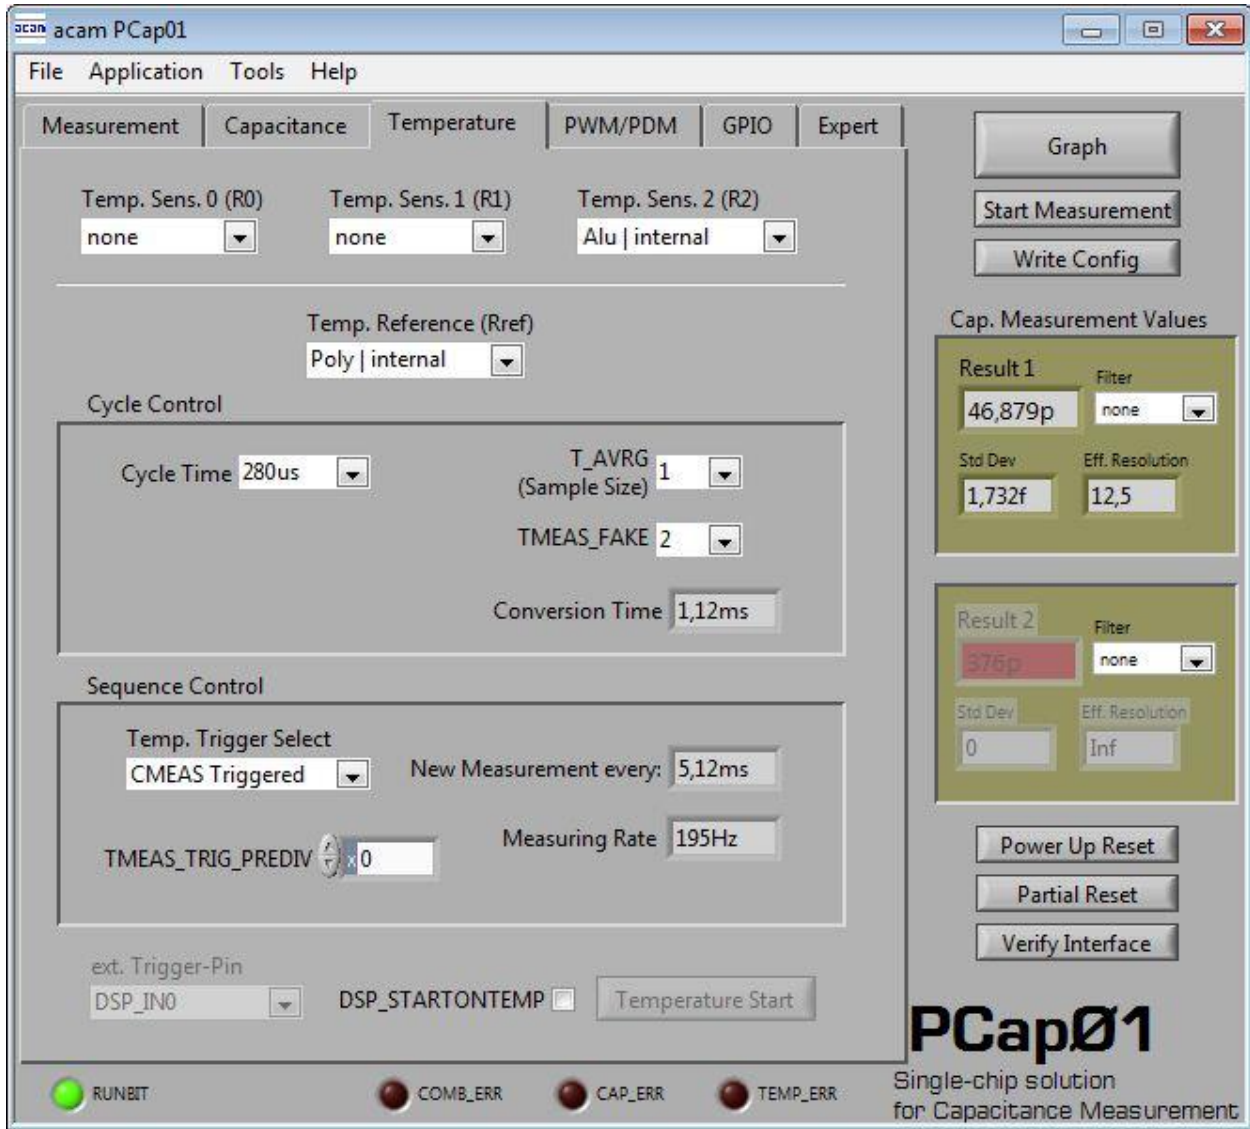 acam acam PCap01
File Application Tools Help
Measurement Capacitance Temperature PWM/PDM GPIO Expert
Temp. Sens. 0 (R0) Temp. Sens. 1 (R1) Temp. Sens. 2 (R2)
none none Alu | internal
Temp. Reference (Rref)
Poly | internal
Cycle Control
Cycle Time 280us
T_AVRG
(Sample Size) 1
TMEAS_FAKE 2
Conversion Time 1,12ms
Sequence Control
Temp. Trigger Select
CMEAS Triggered
New Measurement every: 5,12ms
Measuring Rate 195Hz
TMEAS_TRIG_PREDIV x0
ext. Trigger-Pin
DSP_IN0
DSP_STARTONTEMP Temperature Start
RUNBIT COMB_ERR CAP_ERR TEMP_ERR
Graph
Start Measurement
Write Config
Cap. Measurement Values
Result 1 Filter
46,879p none
Std Dev Eff. Resolution
1,732f 12,5
Result 2 Filter
376p none
Std Dev Eff. Resolution
0 Inf
Power Up Reset
Partial Reset
Verify Interface
PCapØ1
Single-chip solution
for Capacitance Measurement